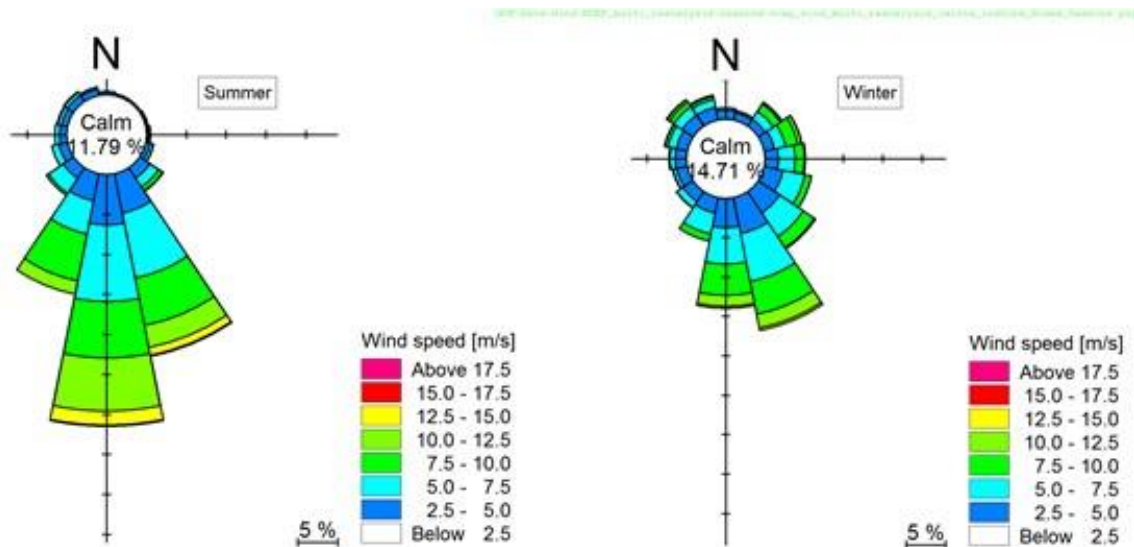 N
Summer
Calm
11.79 %
Wind speed [m/s]
Above 17.5
15.0 - 17.5
12.5 - 15.0
10.0 - 12.5
7.5 - 10.0
5.0 - 7.5
2.5 - 5.0
Below 2.5
5 %
N
Winter
Calm
14.71 %
Wind speed [m/s]
Above 17.5
15.0 - 17.5
12.5 - 15.0
10.0 - 12.5
7.5 - 10.0
5.0 - 7.5
2.5 - 5.0
Below 2.5
5 %